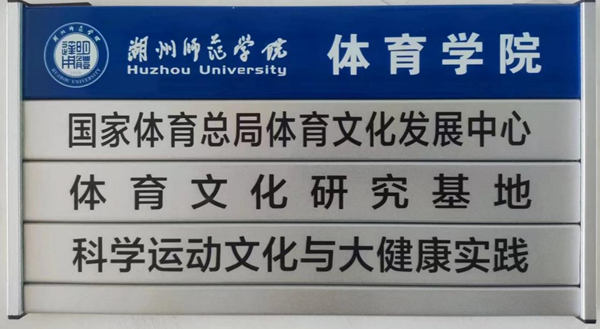 湖州师范学院 体育学院
Huzhou University
国家体育总局体育文化发展中心
体育文化研究基地
科学运动文化与大健康实践